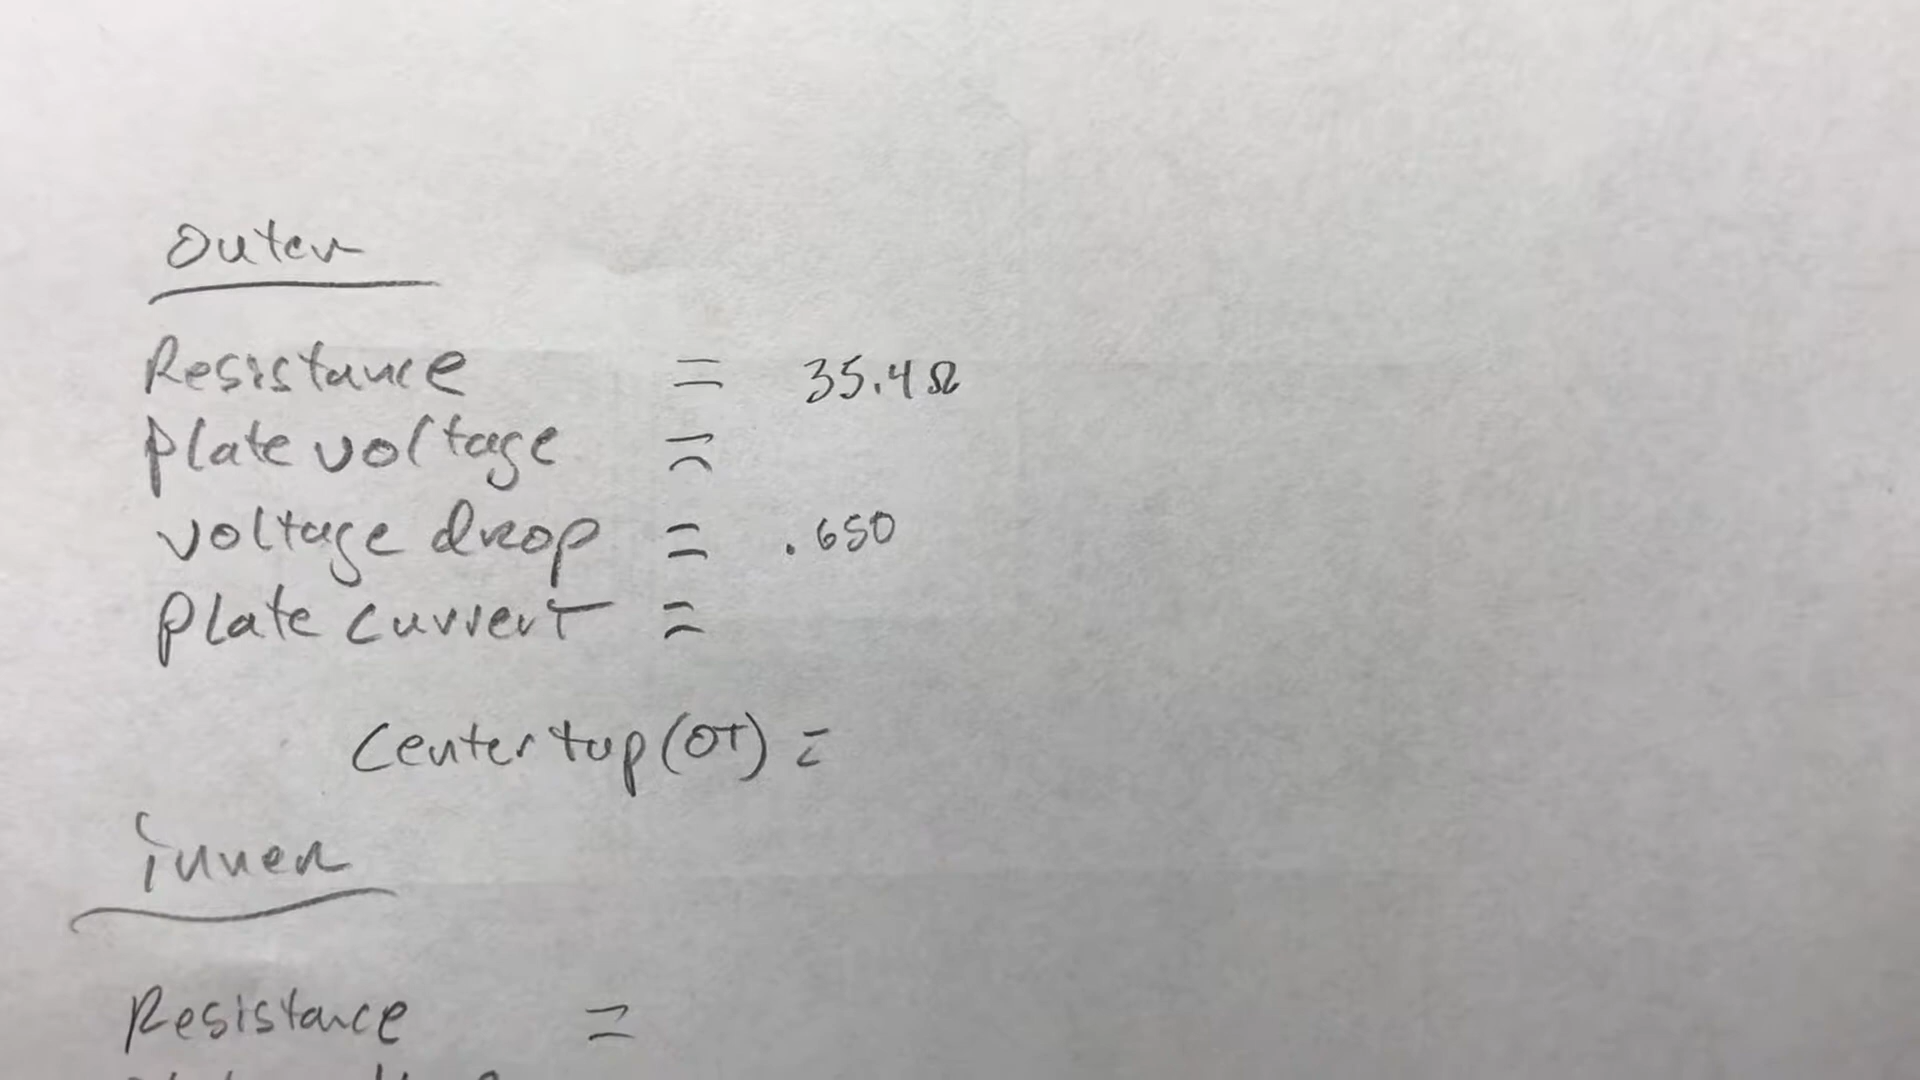 Outer
Resistance = 35.4Ω
plate voltage =
voltage drop = .650
plate current =
Center tap (OT) =
inner
Resistance =